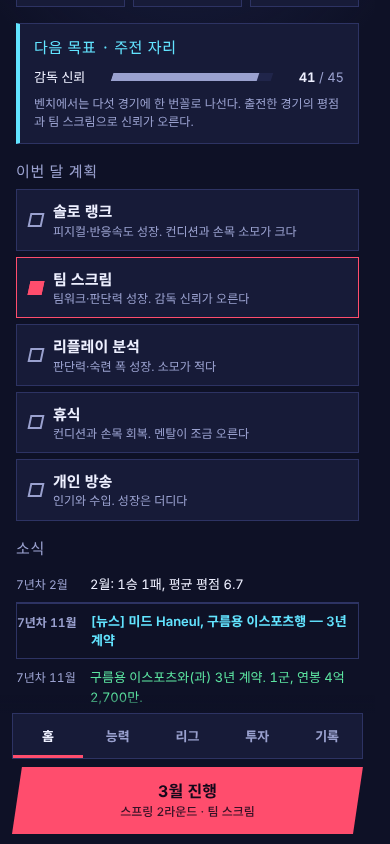 다음 목표 · 주전 자리
감독 신뢰 41 / 45
벤치에서는 다섯 경기에 한 번꼴로 나선다. 출전한 경기의 평점
과 팀 스크림으로 신뢰가 오른다.
이번 달 계획
솔로 랭크
피지컬·반응속도 성장. 컨디션과 손목 소모가 크다
팀 스크림
팀워크·판단력 성장. 감독 신뢰가 오른다
리플레이 분석
판단력·숙련 폭 성장. 소모가 적다
휴식
컨디션과 손목 회복. 멘탈이 조금 오른다
개인 방송
인기와 수입. 성장은 더디다
소식
7년차 2월 2월: 1승 1패, 평균 평점 6.7
7년차 11월 [뉴스] 미드 Haneul, 구름용 이스포츠행 — 3년
계약
7년차 11월 구름용 이스포츠와(과) 3년 계약. 1군, 연봉 4억
2,700만.
홈 능력 리그 투자 기록
3월 진행
스프링 2라운드 · 팀 스크림